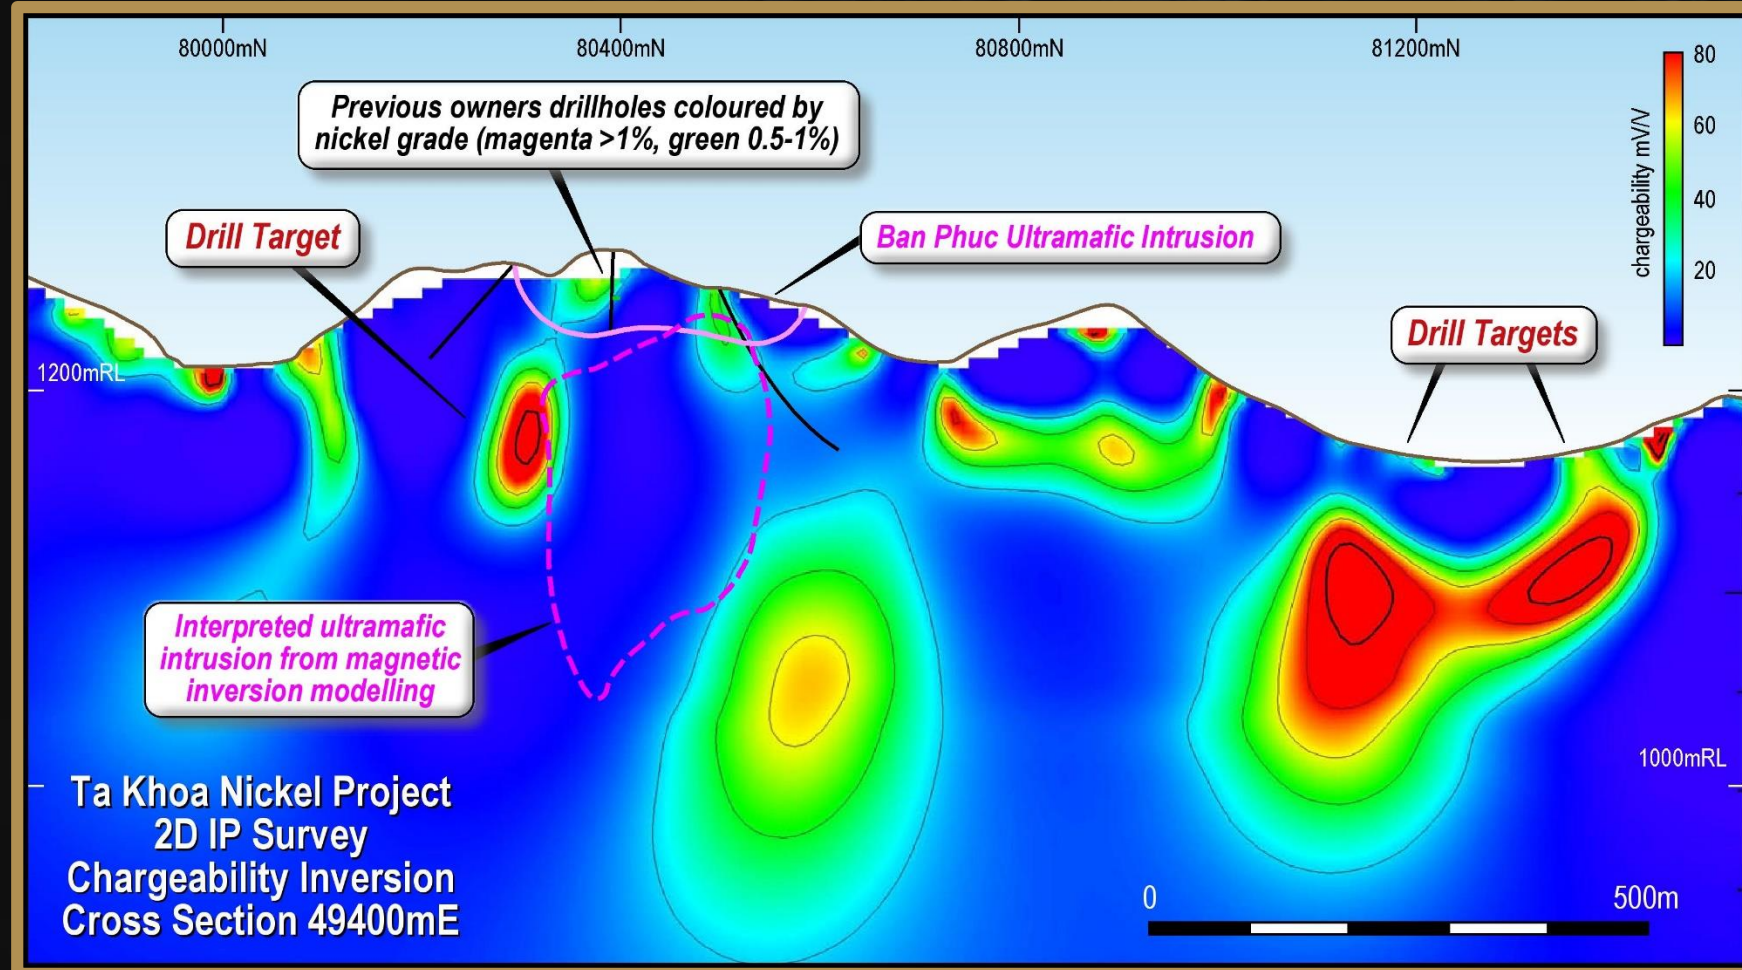 80000mN
80400mN
80800mN
81200mN
80
60
40
20
chargeability mV/V
Previous owners drillholes coloured by
nickel grade (magenta >1%, green 0.5-1%)
Drill Target
Ban Phuc Ultramafic Intrusion
Drill Targets
1200mRL
Interpreted ultramafic
intrusion from magnetic
inversion modelling
1000mRL
Ta Khoa Nickel Project
2D IP Survey
Chargeability Inversion
Cross Section 49400mE
0
500m